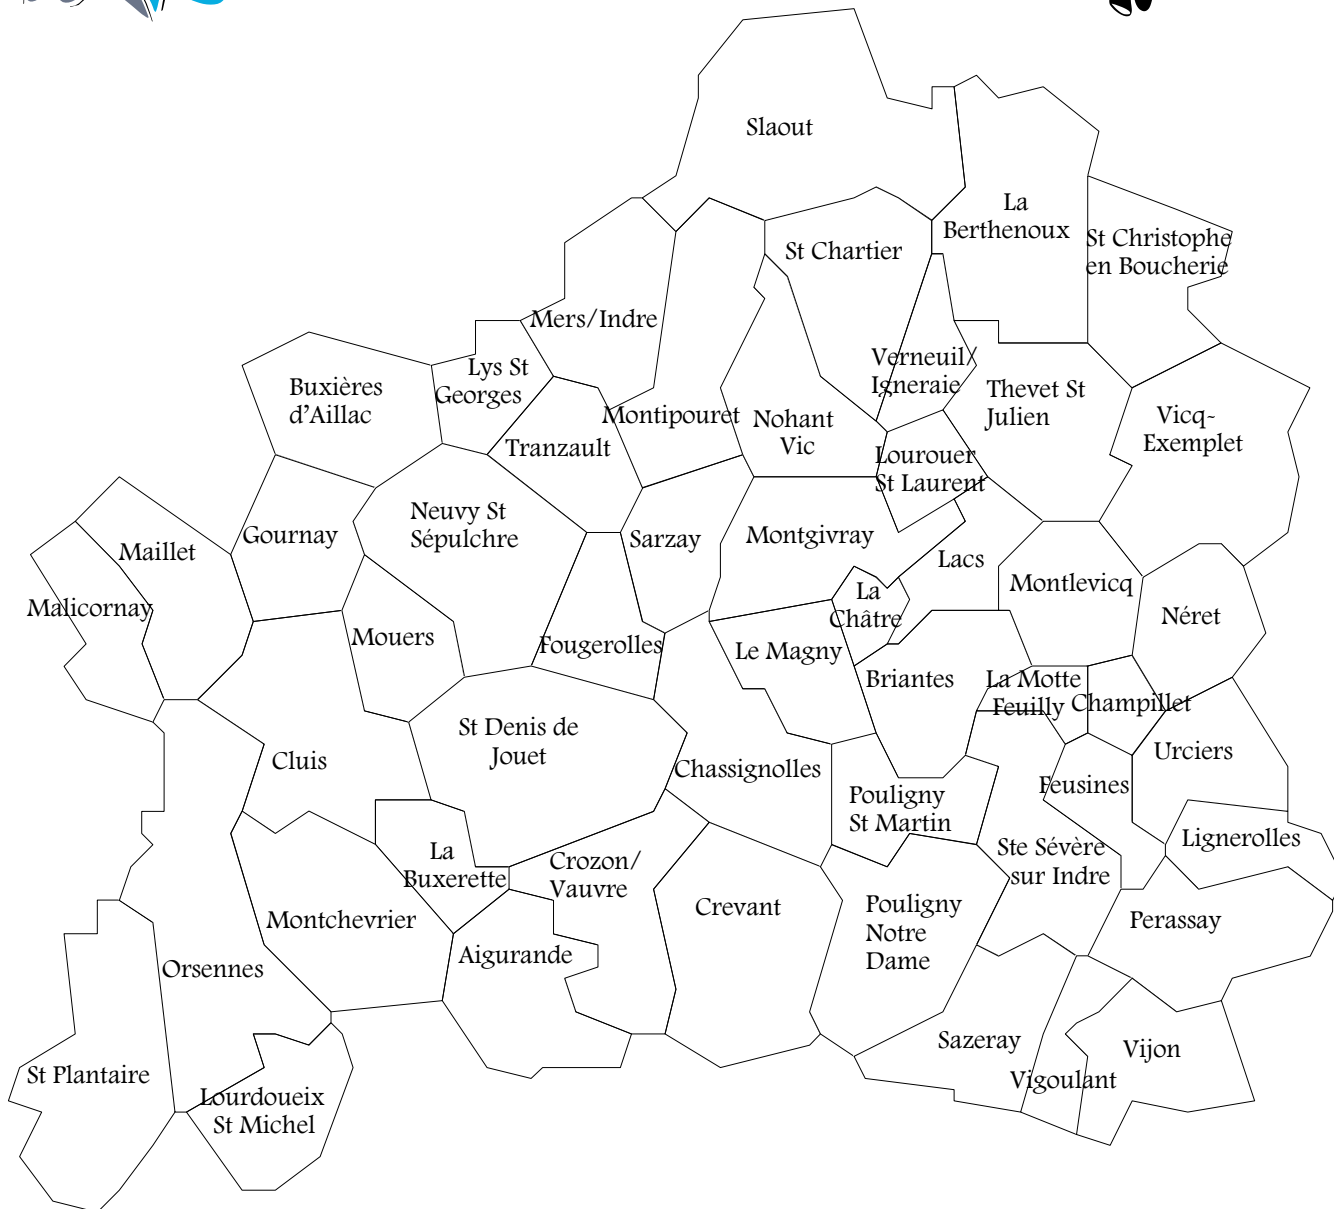 Slaout
La
Berthenoux
St Christophe
en Boucherie
St Chartier
Mers/Indre
Lys St
Georges
Buxières
d'Aillac
Verneuil/
Igneraie
Thevet St
Julien
Vicq-
Exemplet
Montipouret
Nohant
Vic
Tranzault
Lourouer
St Laurent
Neuvy St
Sépulchre
Gournay
Maillet
Sarzay
Montgivray
Lacs
Montlevicq
Malicornay
La
Châtre
Néret
Mouers
Fougerolles
Le Magny
Briantes
La Motte
Feuilly
Champillet
St Denis de
Jouet
Cluis
Chassignolles
Urciers
Feusines
Pouligny
St Martin
Lignerolles
La
Buxerette
Crozon/
Vauvre
Ste Sévère
sur Indre
Montchevrier
Crevant
Pouligny
Notre
Dame
Perassay
Aigurande
Orsennes
Sazeray
Vijon
St Plantaire
Vigoulant
Lourdoueix
St Michel